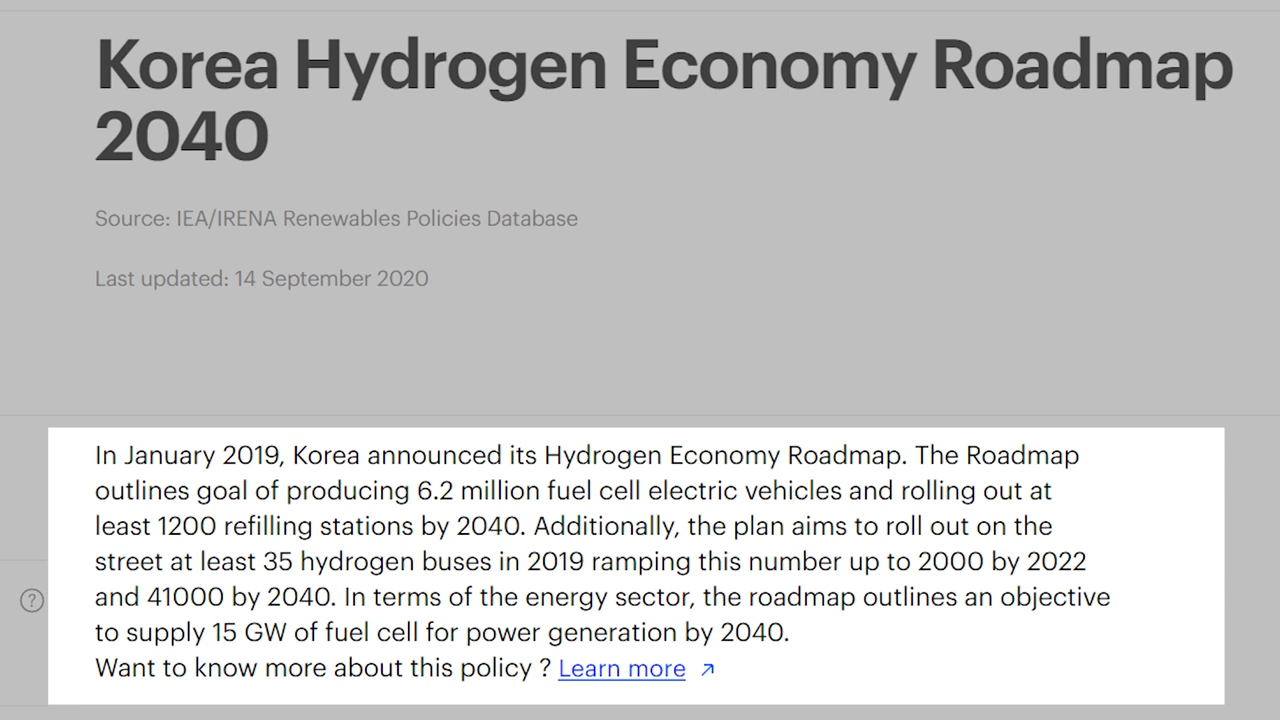 Korea Hydrogen Economy Roadmap
2040
Source: IEA/IRENA Renewables Policies Database
Last updated: 14 September 2020
In January 2019, Korea announced its Hydrogen Economy Roadmap. The Roadmap
outlines goal of producing 6.2 million fuel cell electric vehicles and rolling out at
least 1200 refilling stations by 2040. Additionally, the plan aims to roll out on the
street at least 35 hydrogen buses in 2019 ramping this number up to 2000 by 2022
and 41000 by 2040. In terms of the energy sector, the roadmap outlines an objective
to supply 15 GW of fuel cell for power generation by 2040.
Want to know more about this policy ? Learn more ↗
?